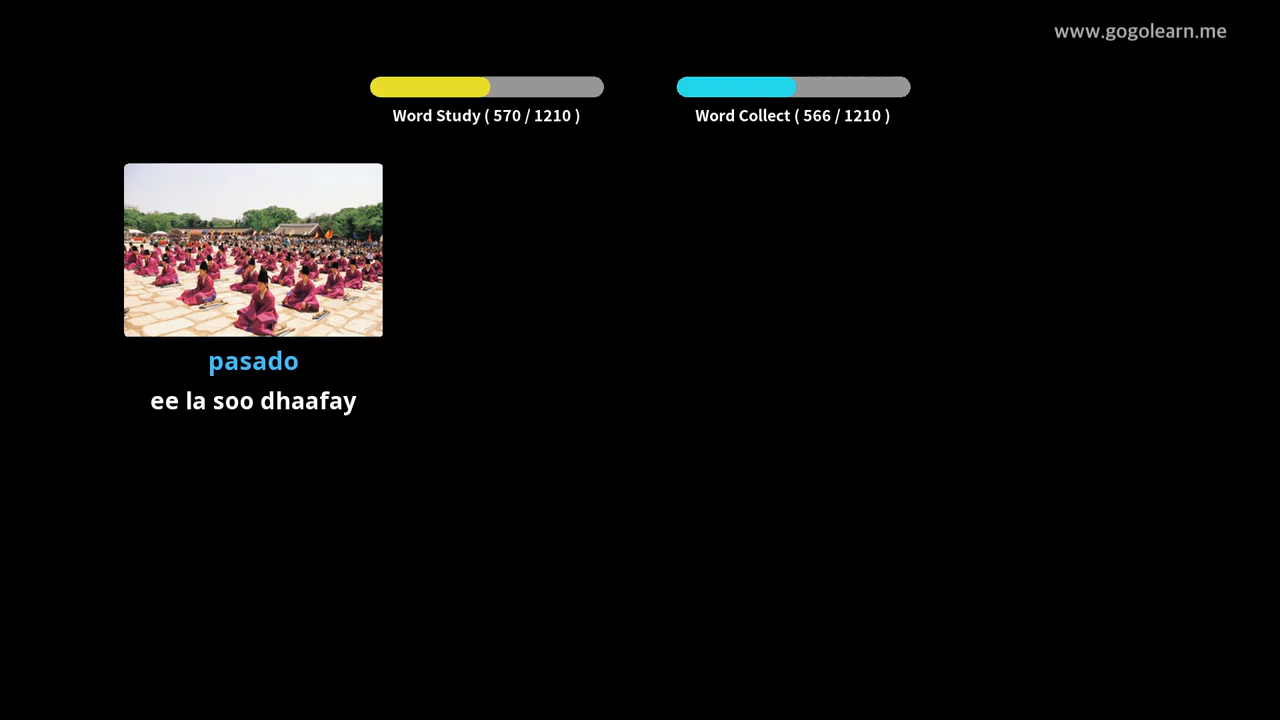 www.gogolearn.me
Word Study ( 570 / 1210 )
Word Collect ( 566 / 1210 )
pasado
ee la soo dhaafay